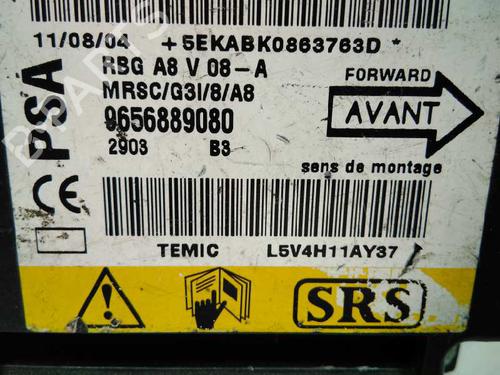 11/08/04 +5EKABK0863763D*
RBG A8 V 08-A
MRSC/G3I/8/A8
9656889080
2903 B3
PSA
CE
FORWARD
AVANT
sens de montage
TEMIC L5V4H11AY37
SRS